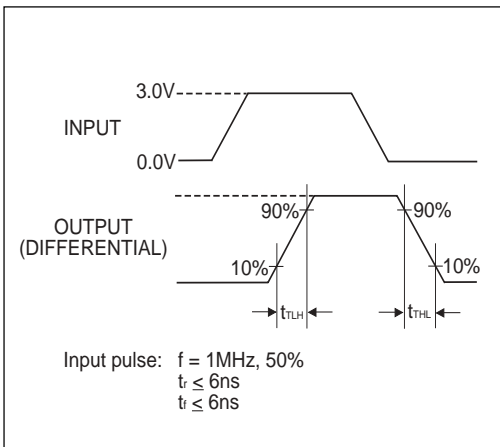 3.0V
INPUT
0.0V
OUTPUT
(DIFFERENTIAL)
90%
90%
10%
10%
tTLH
tTHL
Input pulse: f = 1MHz, 50%
tr ≤ 6ns
tf ≤ 6ns